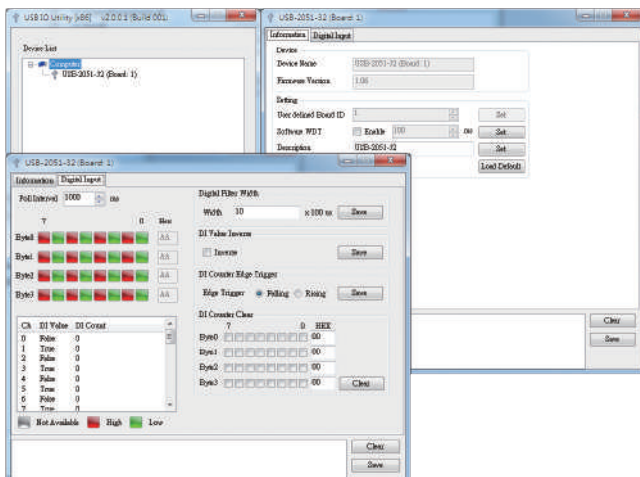 USB IO Utility [x86] v2.0.0.1 (Build 001)
Device List
Computer
USB-2051-32 (Board: 1)
USB-2051-32 (Board: 1)
Information Digital Input
Device
Device Name USB-2051-32 (Board: 1)
Firmware Version 1.06
Setting
User defined Board ID 1 Set
Software WDT Enable 100 ms Set
Description USB-2051-32 Set
Load Default
Clear
Save
USB-2051-32 (Board: 1)
Information Digital Input
Poll Interval 1000 ms
7 0 Hex
Byte0 AA
Byte1 AA
Byte2 AA
Byte3 AA
Ch DI Value DI Count
0 False 0
1 True 0
2 False 0
3 True 0
4 False 0
5 True 0
6 False 0
7 True 0
Not Available High Low
Digital Filter Width
Width 10 x 100 ns Save
DI Value Inverse
Inverse Save
DI Counter Edge Trigger
Edge Trigger Falling Rising Save
DI Counter Clear
7 0 HEX
Byte0 00
Byte1 00
Byte2 00
Byte3 00 Clear
Clear
Save